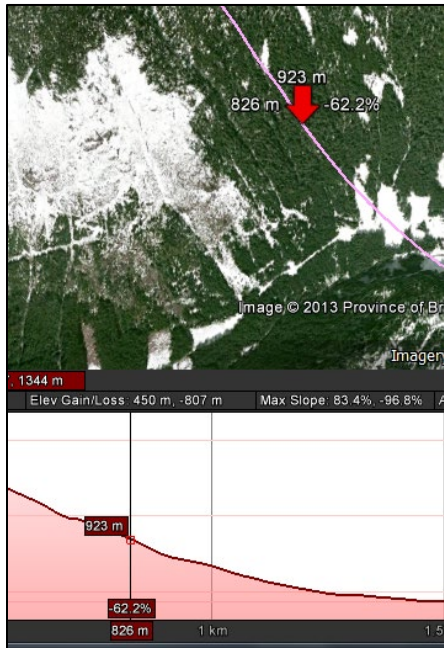 923 m
826 m -62.2%
Image © 2013 Province of Br
Imagery
, 1344 m
Elev Gain/Loss: 450 m, -807 m Max Slope: 83.4%, -96.8% A
923 m
-62.2%
826 m 1 km 1.5